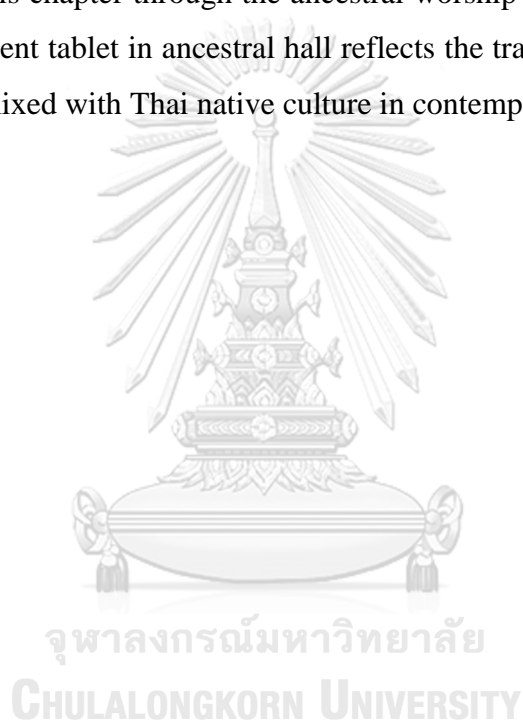 is chapter through the ancestral worship
ent tablet in ancestral hall reflects the tra
ixed with Thai native culture in contemp
จุฬาลงกรณ์มหาวิทยาลัย
CHULALONGKORN UNIVERSITY